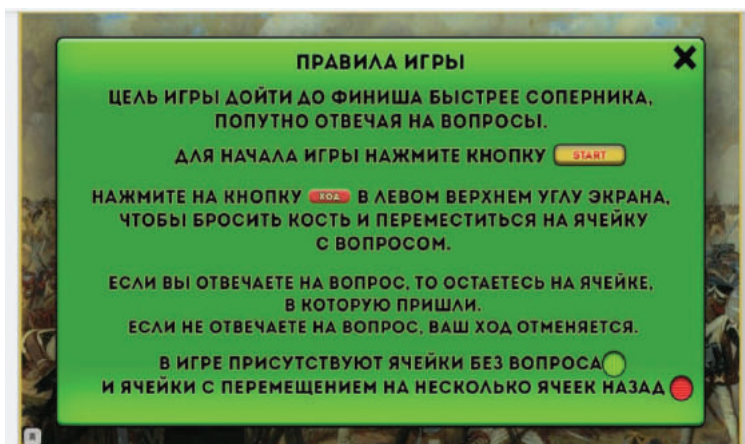 ПРАВИЛА ИГРЫ
ЦЕЛЬ ИГРЫ ДОЙТИ ДО ФИНИША БЫСТРЕЕ СОПЕРНИКА,
ПОПУТНО ОТВЕЧАЯ НА ВОПРОСЫ.
ДЛЯ НАЧАЛА ИГРЫ НАЖМИТЕ КНОПКУ START
НАЖМИТЕ НА КНОПКУ ХОД В ЛЕВОМ ВЕРХНЕМ УГЛУ ЭКРАНА,
ЧТОБЫ БРОСИТЬ КОСТЬ И ПЕРЕМЕСТИТЬСЯ НА ЯЧЕЙКУ
С ВОПРОСОМ.
ЕСЛИ ВЫ ОТВЕЧАЕТЕ НА ВОПРОС, ТО ОСТАЕТЕСЬ НА ЯЧЕЙКЕ,
В КОТОРУЮ ПРИШЛИ.
ЕСЛИ НЕ ОТВЕЧАЕТЕ НА ВОПРОС, ВАШ ХОД ОТМЕНЯЕТСЯ.
В ИГРЕ ПРИСУТСТВУЮТ ЯЧЕЙКИ БЕЗ ВОПРОСА
И ЯЧЕЙКИ С ПЕРЕМЕЩЕНИЕМ НА НЕСКОЛЬКО ЯЧЕЕК НАЗАД